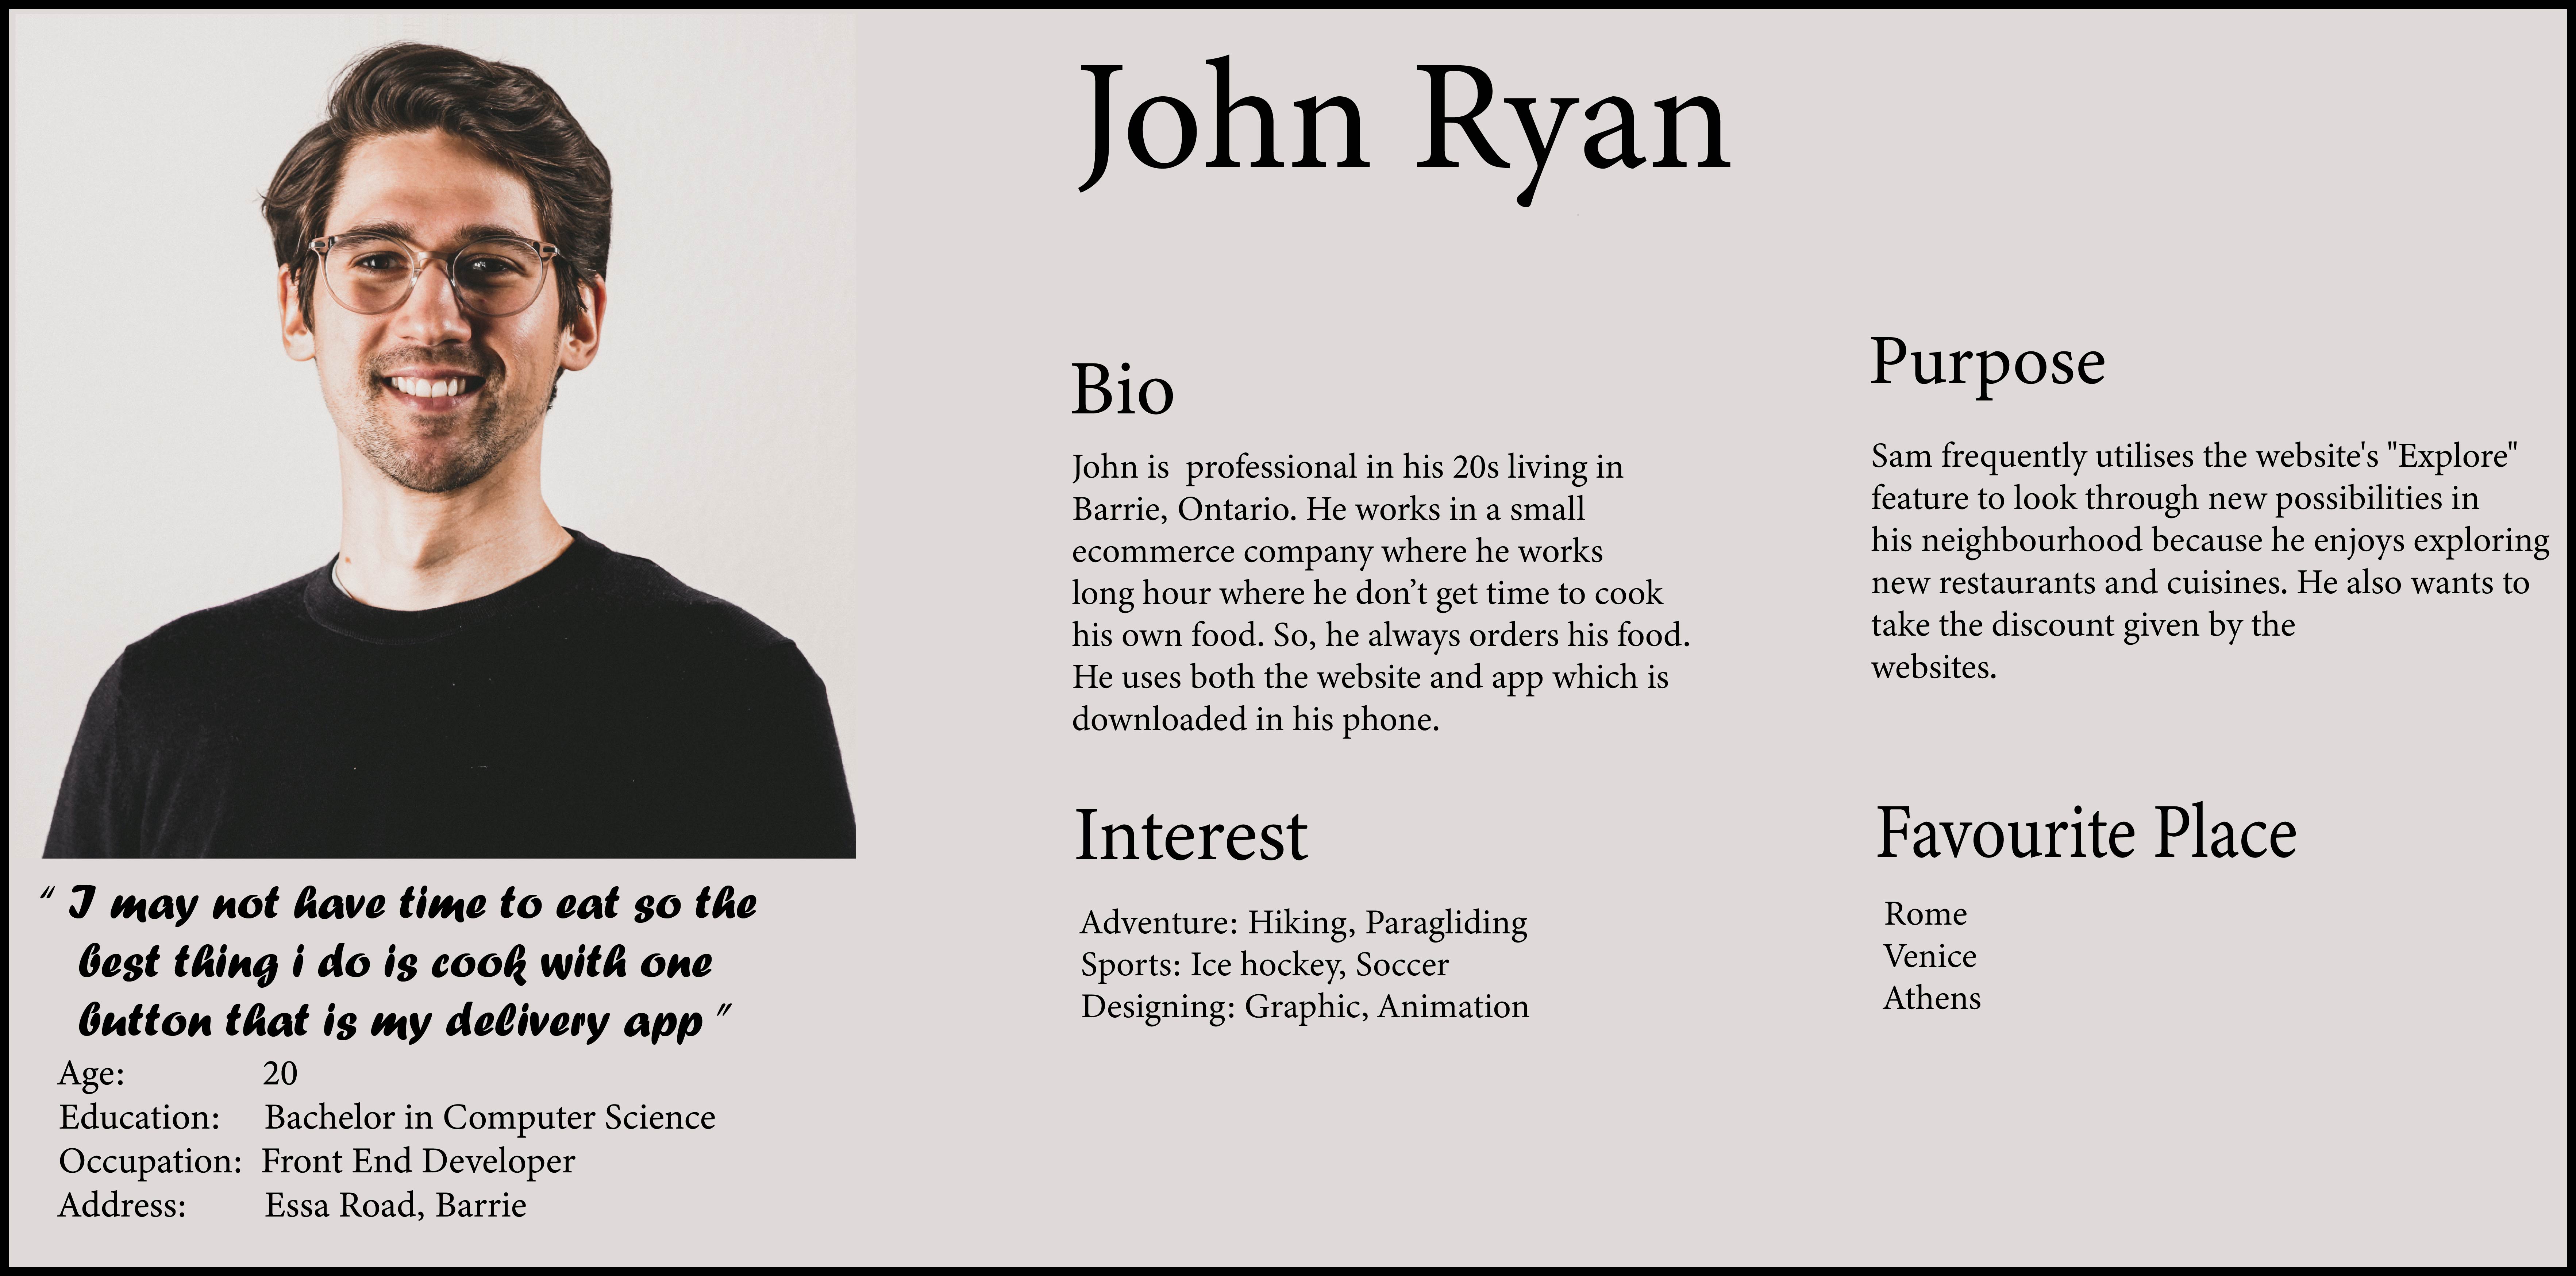 John Ryan
" I may not have time to eat so the
best thing i do is cook with one
button that is my delivery app "
Age: 20
Education: Bachelor in Computer Science
Occupation: Front End Developer
Address: Essa Road, Barrie
Bio
John is  professional in his 20s living in
Barrie, Ontario. He works in a small
ecommerce company where he works
long hour where he don’t get time to cook
his own food. So, he always orders his food.
He uses both the website and app which is
downloaded in his phone.
Interest
Adventure: Hiking, Paragliding
Sports: Ice hockey, Soccer
Designing: Graphic, Animation
Purpose
Sam frequently utilises the website's "Explore"
feature to look through new possibilities in
his neighbourhood because he enjoys exploring
new restaurants and cuisines. He also wants to
take the discount given by the
websites.
Favourite Place
Rome
Venice
Athens